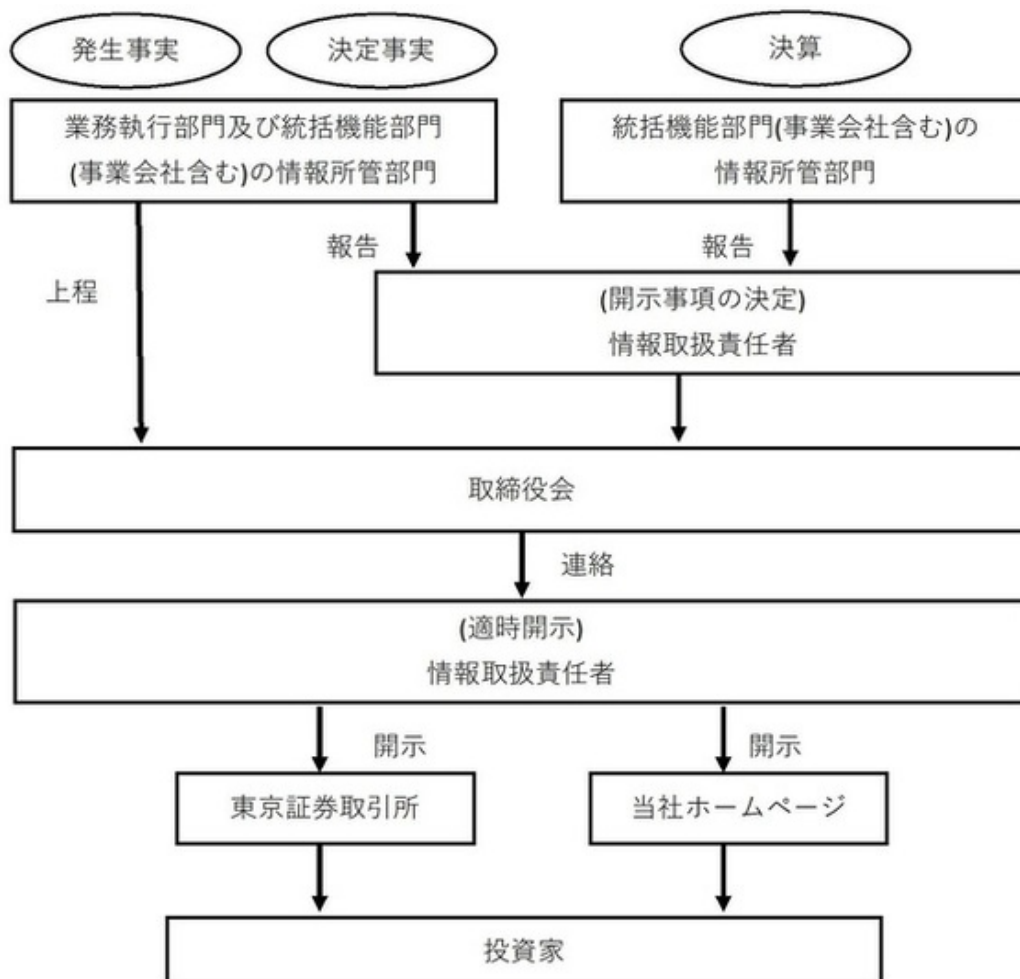 発生事実
決定事実
決算
業務執行部門及び統括機能部門
(事業会社含む)の情報所管部門
統括機能部門(事業会社含む)の
情報所管部門
報告
報告
上程
(開示事項の決定)
情報取扱責任者
取締役会
連絡
(適時開示)
情報取扱責任者
開示
開示
東京証券取引所
当社ホームページ
投資家